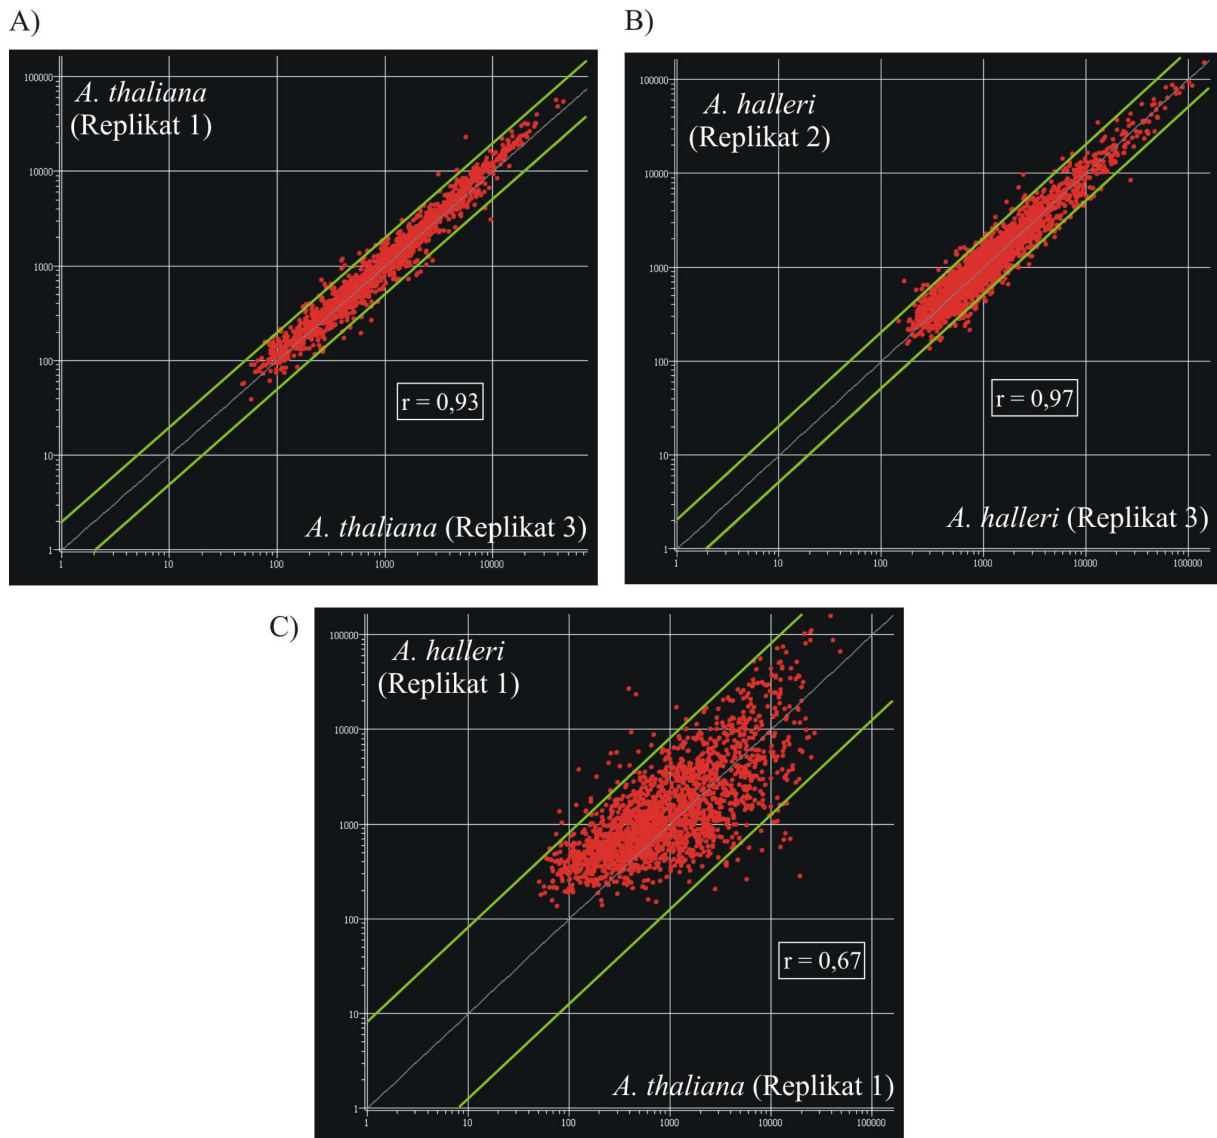 A)
A. thaliana
(Replikat 1)
100000
10000
1000
100
10
1
r = 0,93
A. thaliana (Replikat 3)
1 10 100 1000 10000
B)
A. halleri
(Replikat 2)
100000
10000
1000
100
10
1
r = 0,97
A. halleri (Replikat 3)
1 10 100 1000 10000 100000
C)
A. halleri
(Replikat 1)
100000
10000
1000
100
10
1
r = 0,67
A. thaliana (Replikat 1)
1 10 100 1000 10000 100000